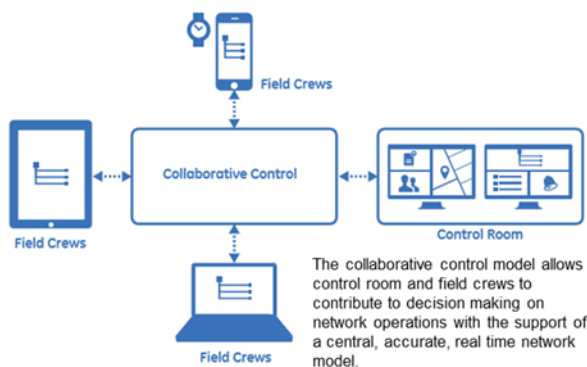 Field Crews
Collaborative Control
Field Crews
Control Room
Field Crews
The collaborative control model allows
control room and field crews to
contribute to decision making on
network operations with the support of
a central, accurate, real time network
model.